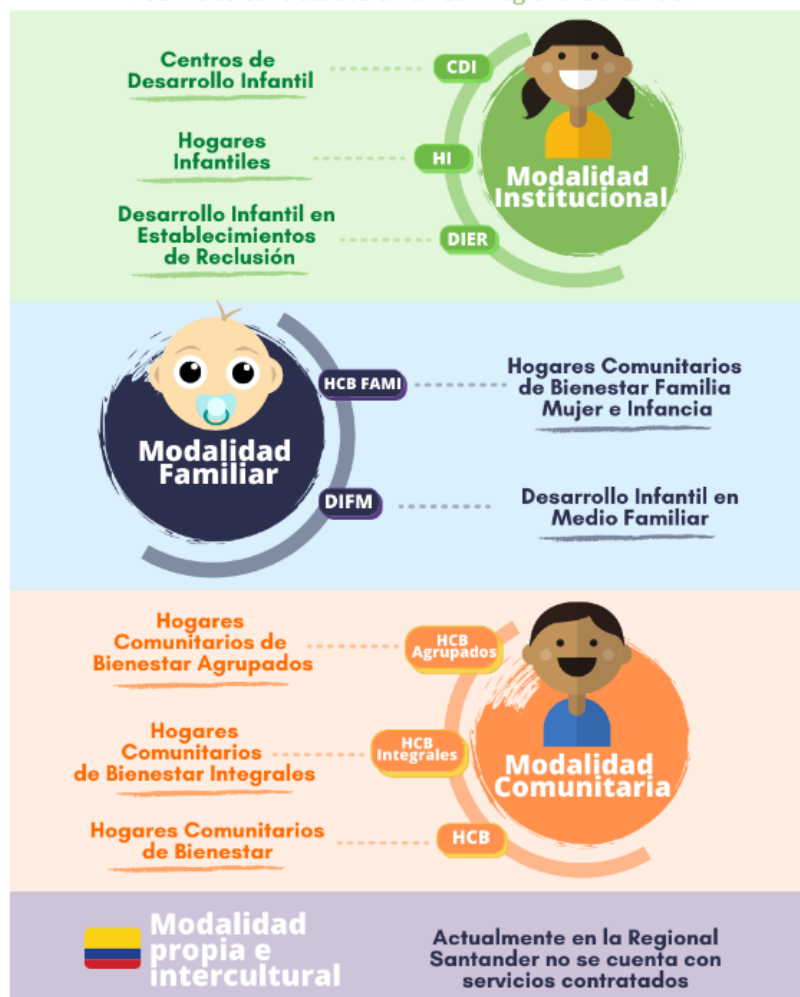 Centros de
Desarrollo Infantil
CDI
Hogares
Infantiles
HI
Desarrollo Infantil en
Establecimientos
de Reclusión
DIER
Modalidad
Institucional
Modalidad
Familiar
HCB FAMI
Hogares Comunitarios
de Bienestar Familia
Mujer e Infancia
DIFM
Desarrollo Infantil en
Medio Familiar
Hogares
Comunitarios de
Bienestar Agrupados
HCB
Agrupados
Hogares
Comunitarios
de Bienestar Integrales
HCB
Integrales
Hogares Comunitarios
de Bienestar
HCB
Modalidad
Comunitaria
Modalidad
propia e
intercultural
Actualmente en la Regional
Santander no se cuenta con
servicios contratados